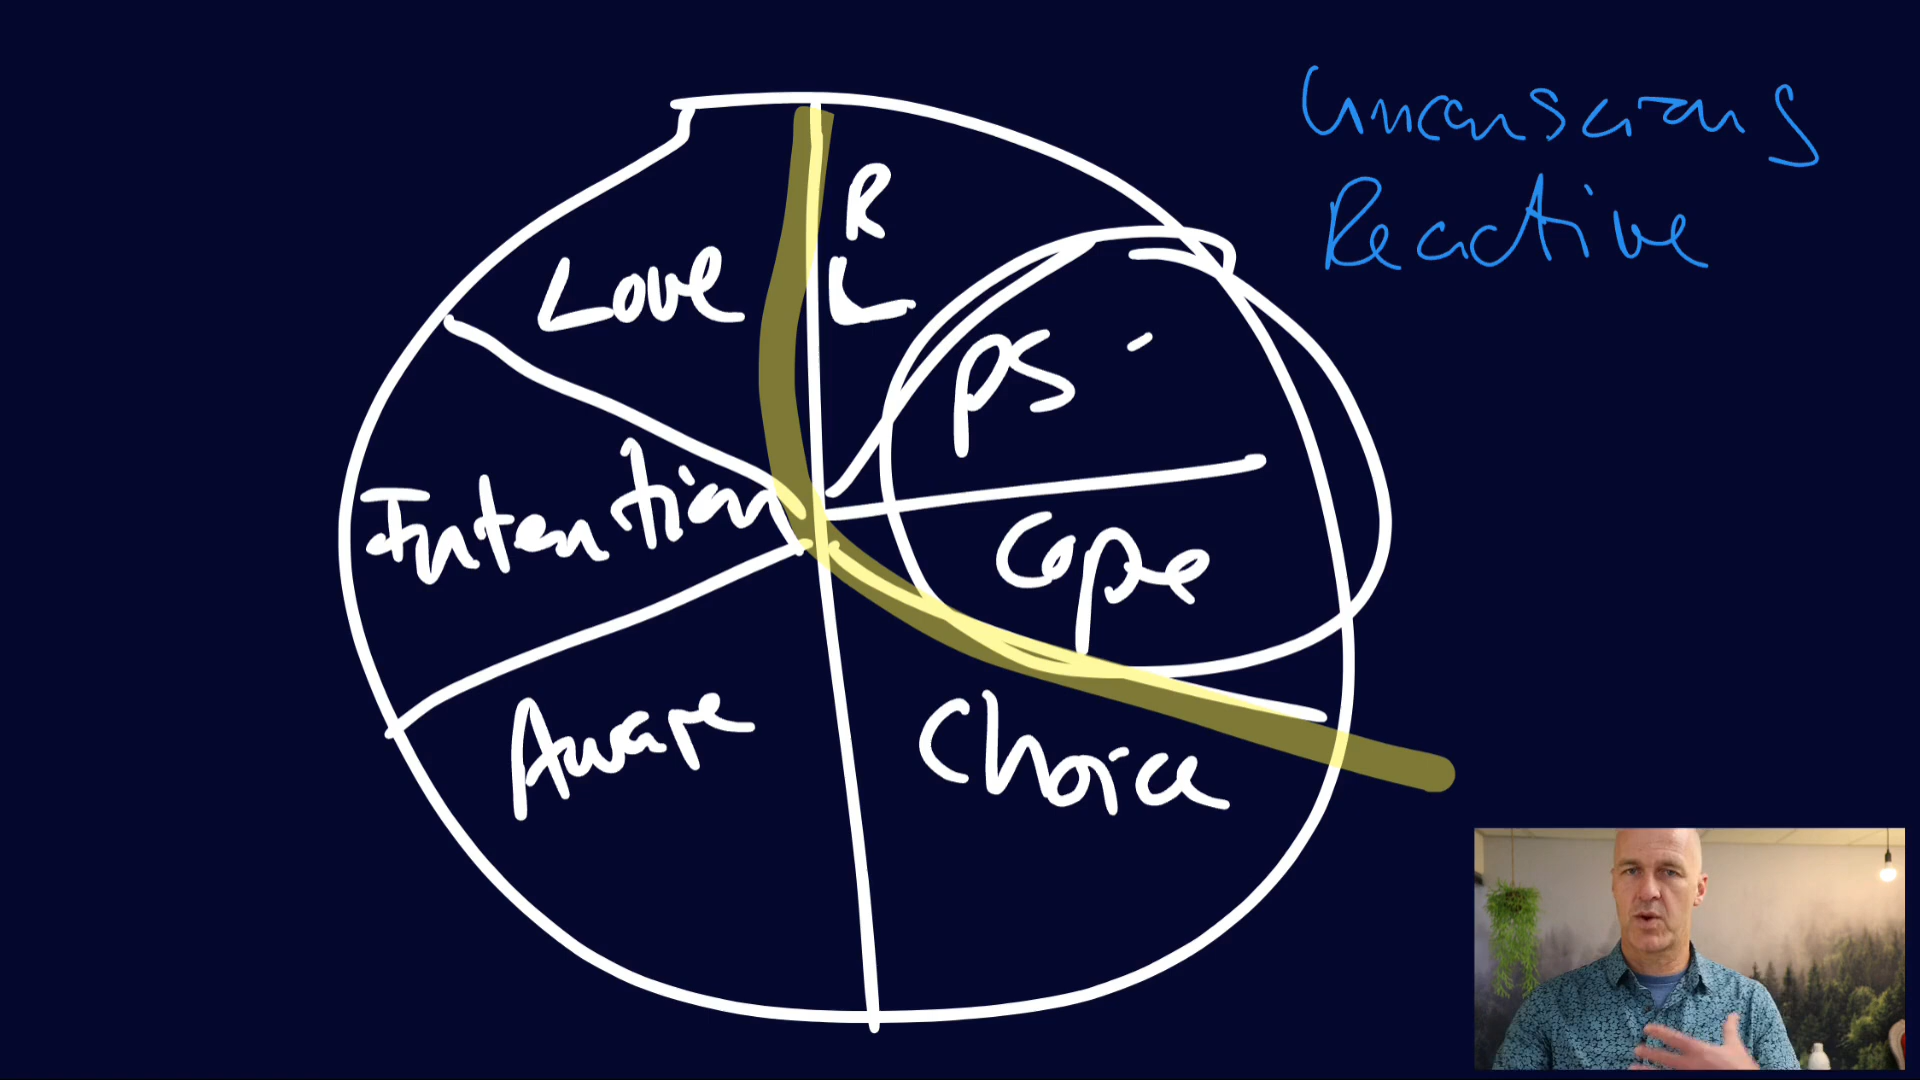 Unconscious
Reactive
R
L
Love
PS
Intention
Cope
Aware
Choice